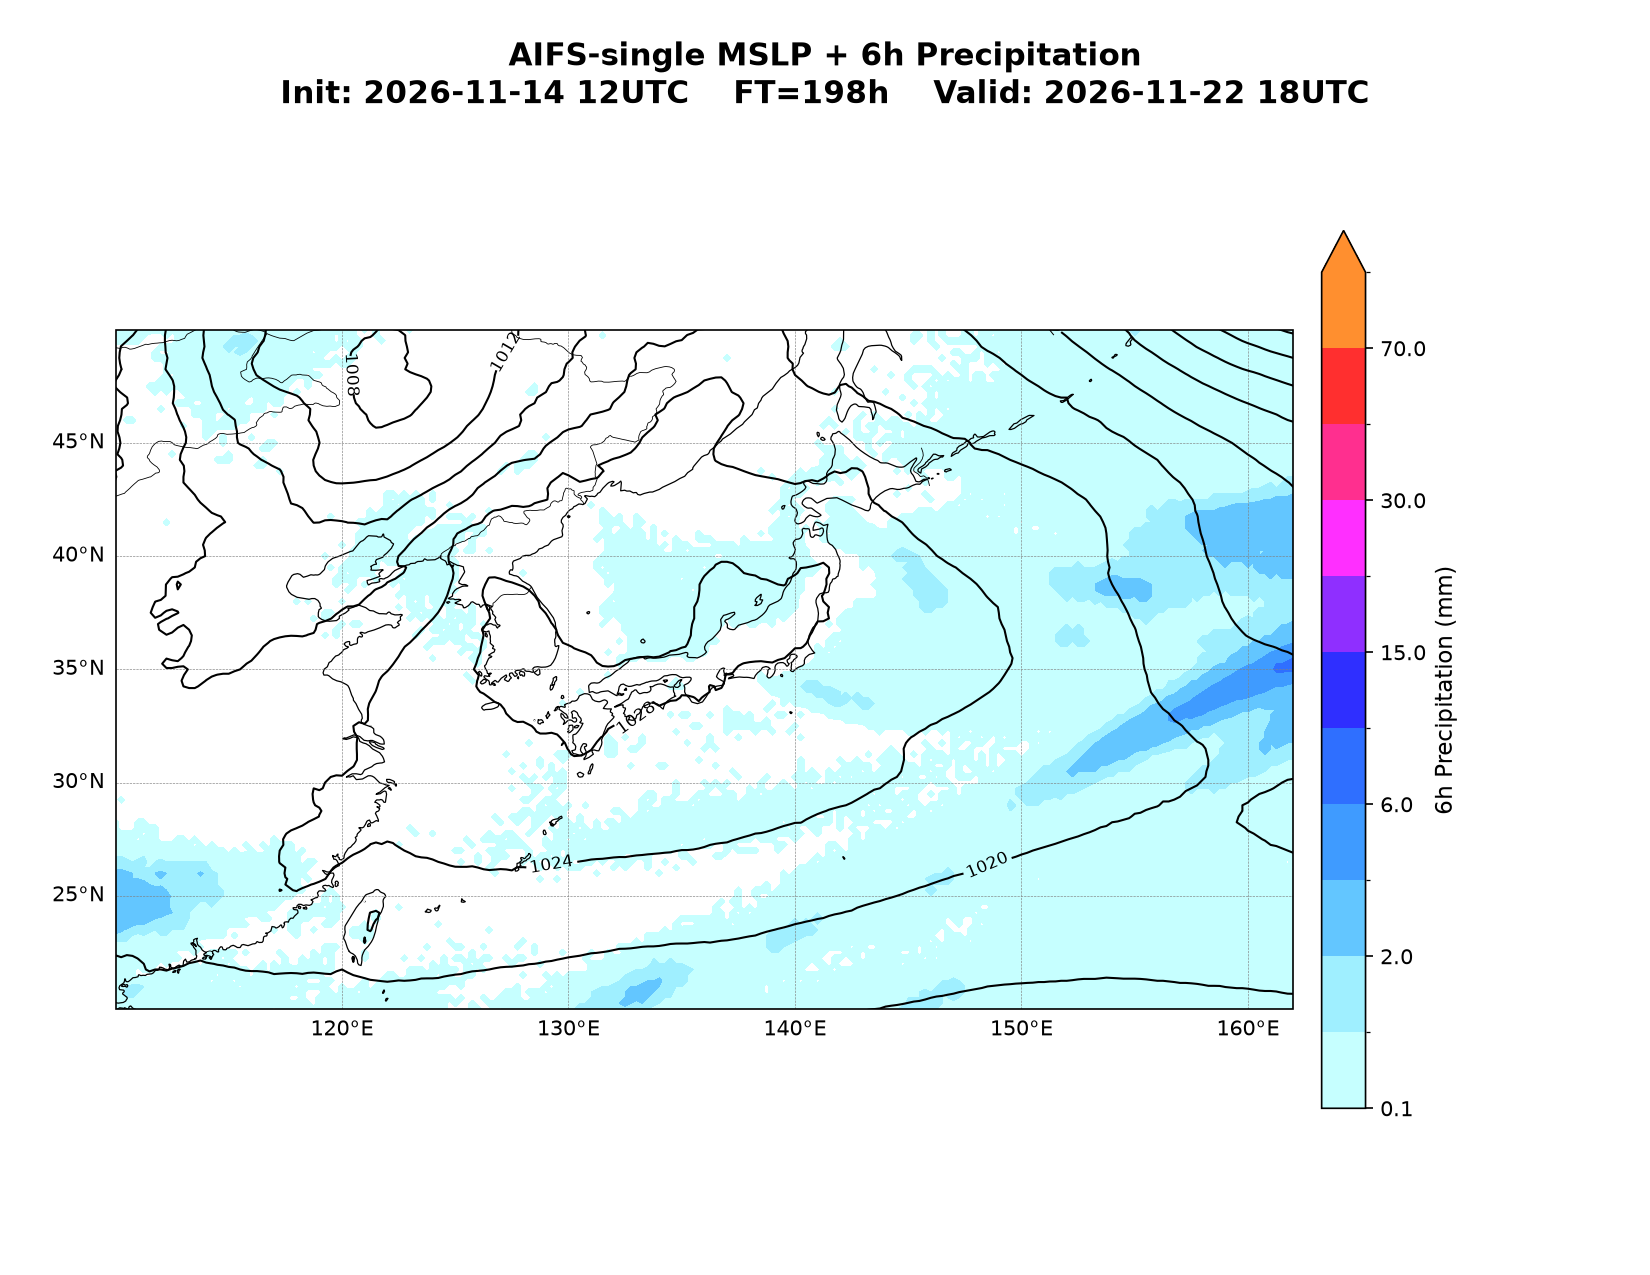 AIFS-single MSLP + 6h Precipitation
Init: 2026-11-14 12UTC    FT=198h    Valid: 2026-11-22 18UTC
1008
1012
1028
1024
1020
45°N
40°N
35°N
30°N
25°N
120°E
130°E
140°E
150°E
160°E
70.0
30.0
15.0
6.0
2.0
0.1
6h Precipitation (mm)